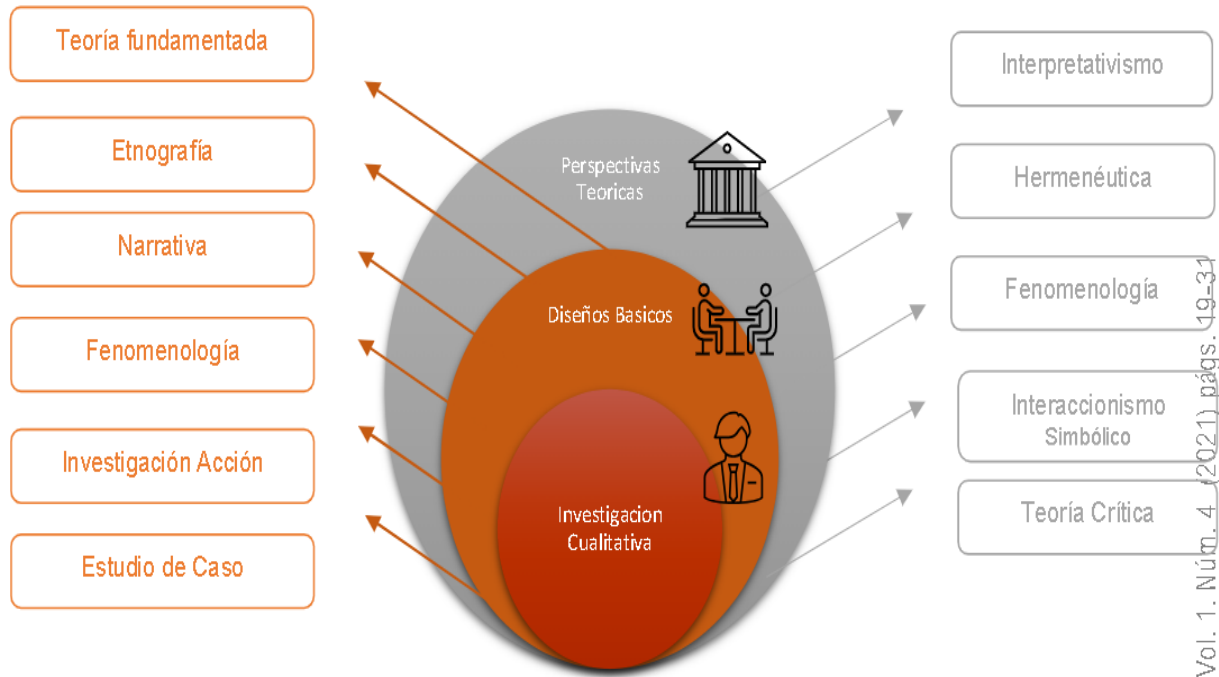 Teoría fundamentada
Etnografía
Narrativa
Fenomenología
Investigación Acción
Estudio de Caso
Perspectivas
Teoricas
Diseños Basicos
Investigacion
Cualitativa
Interpretativismo
Hermenéutica
Fenomenología
Interaccionismo
Simbólico
Teoría Crítica
Vol. 1. Núm. 4 (2021) págs. 19-31